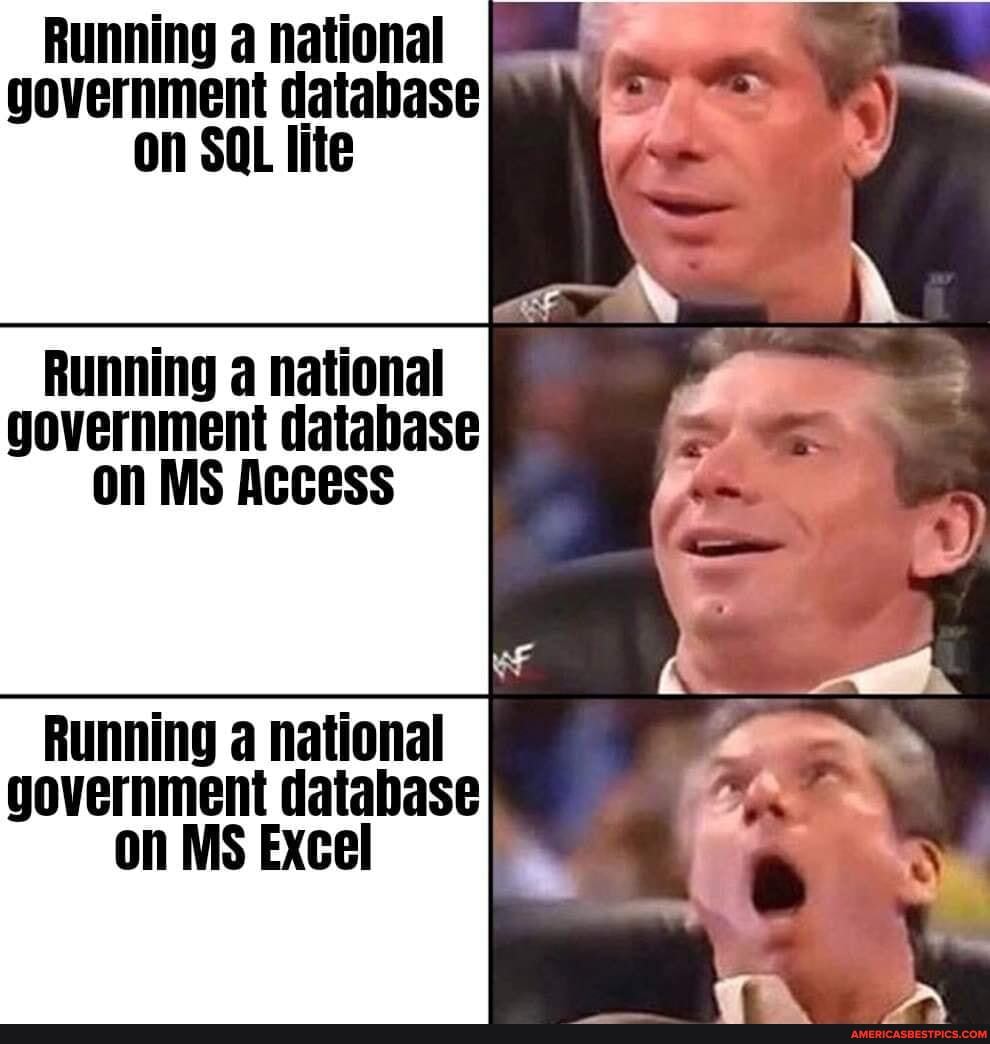 Running a national
government database
on SQL lite
Running a national
government database
on MS Access
Running a national
government database
on MS Excel
AMERICASBESTPICS.COM